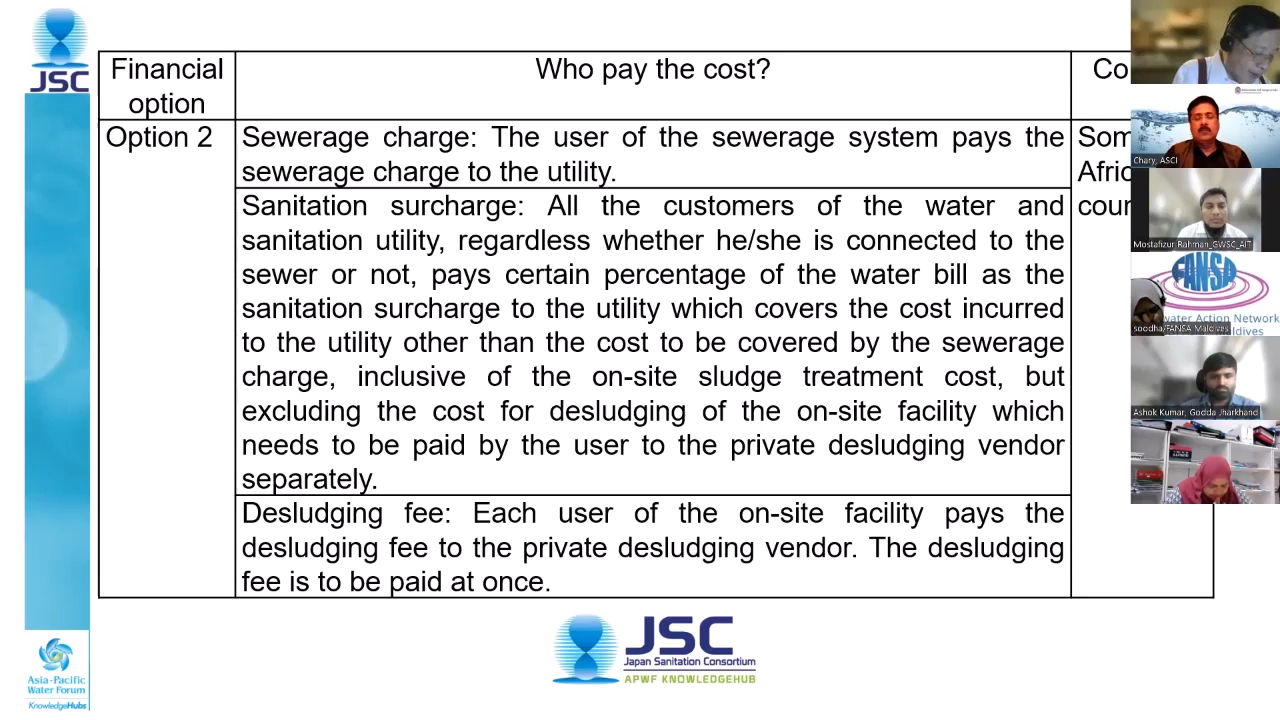 JSC
Financial option
Who pay the cost?
Co
Option 2
Sewerage charge: The user of the sewerage system pays the
sewerage charge to the utility.
Som
Afric
coun
Sanitation surcharge: All the customers of the water and
sanitation utility, regardless whether he/she is connected to the
sewer or not, pays certain percentage of the water bill as the
sanitation surcharge to the utility which covers the cost incurred
to the utility other than the cost to be covered by the sewerage
charge, inclusive of the on-site sludge treatment cost, but
excluding the cost for desludging of the on-site facility which
needs to be paid by the user to the private desludging vendor
separately.
Desludging fee: Each user of the on-site facility pays the
desludging fee to the private desludging vendor. The desludging
fee is to be paid at once.
JSC
Japan Sanitation Consortium
APWF KNOWLEDGEHUB
Asia-Pacific
Water Forum
KnowledgeHubs
Chary, ASCI
Mostafizur Rahman_GWSC_AIT
FANSA
water Action Network
ldives
soodha/FANSA Maldives
Ashok Kumar, Godda Jharkhand